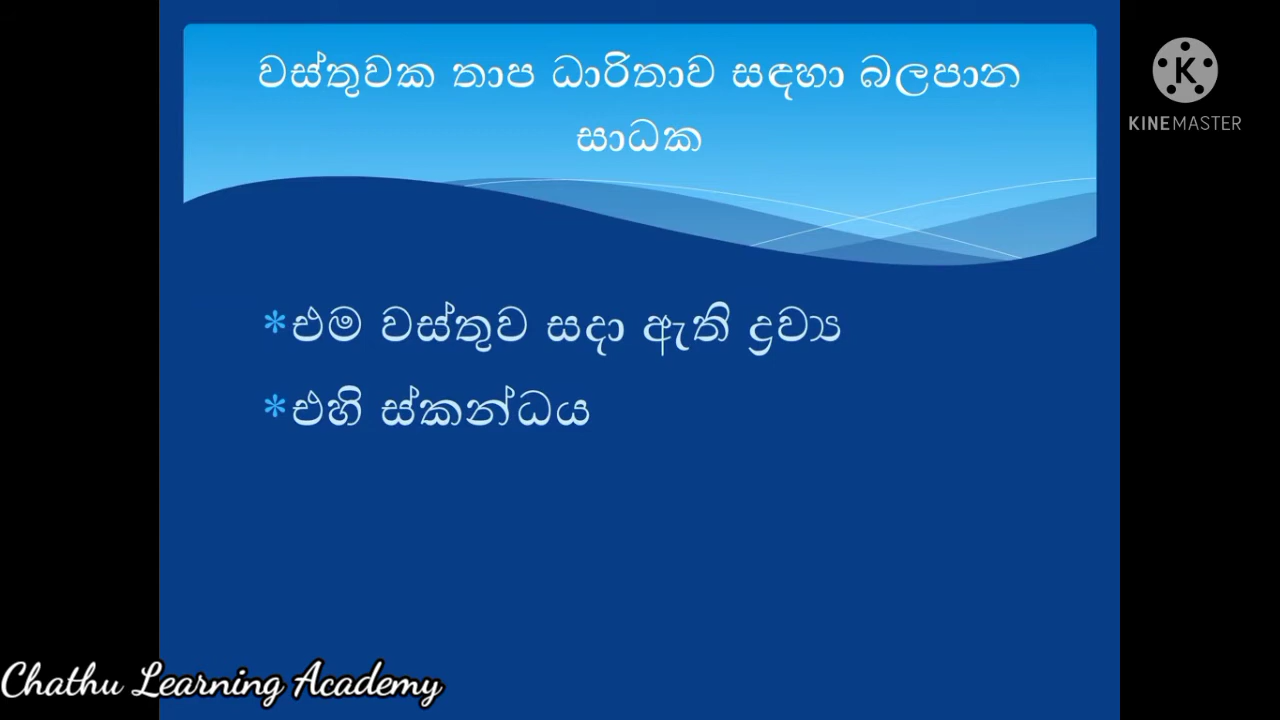 වස්තුවක තාප ධාරිතාව සඳහා බලපාන
සාධක
*එම වස්තුව සදා ඇති ද්‍රව්‍ය
*එහි ස්කන්ධය
K
KINEMASTER
Chathu Learning Academy